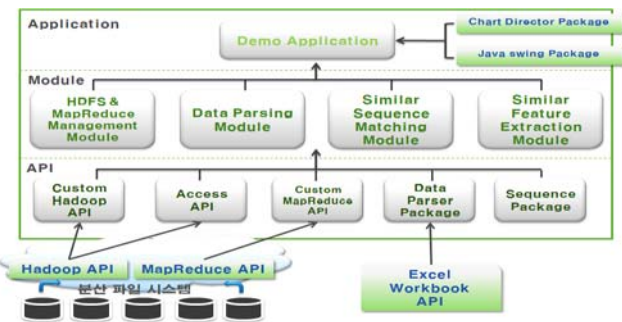 Application
Demo Application
Chart Director Package
Java swing Package
Module
HDFS &
MapReduce
Management
Module
Data Parsing
Module
Similar
Sequence
Matching
Module
Similar
Feature
Extraction
Module
API
Custom
Hadoop
API
Access
API
Custom
MapReduce
API
Data
Parser
Package
Sequence
Package
Hadoop API
MapReduce API
분산 파일 시스템
Excel
Workbook
API